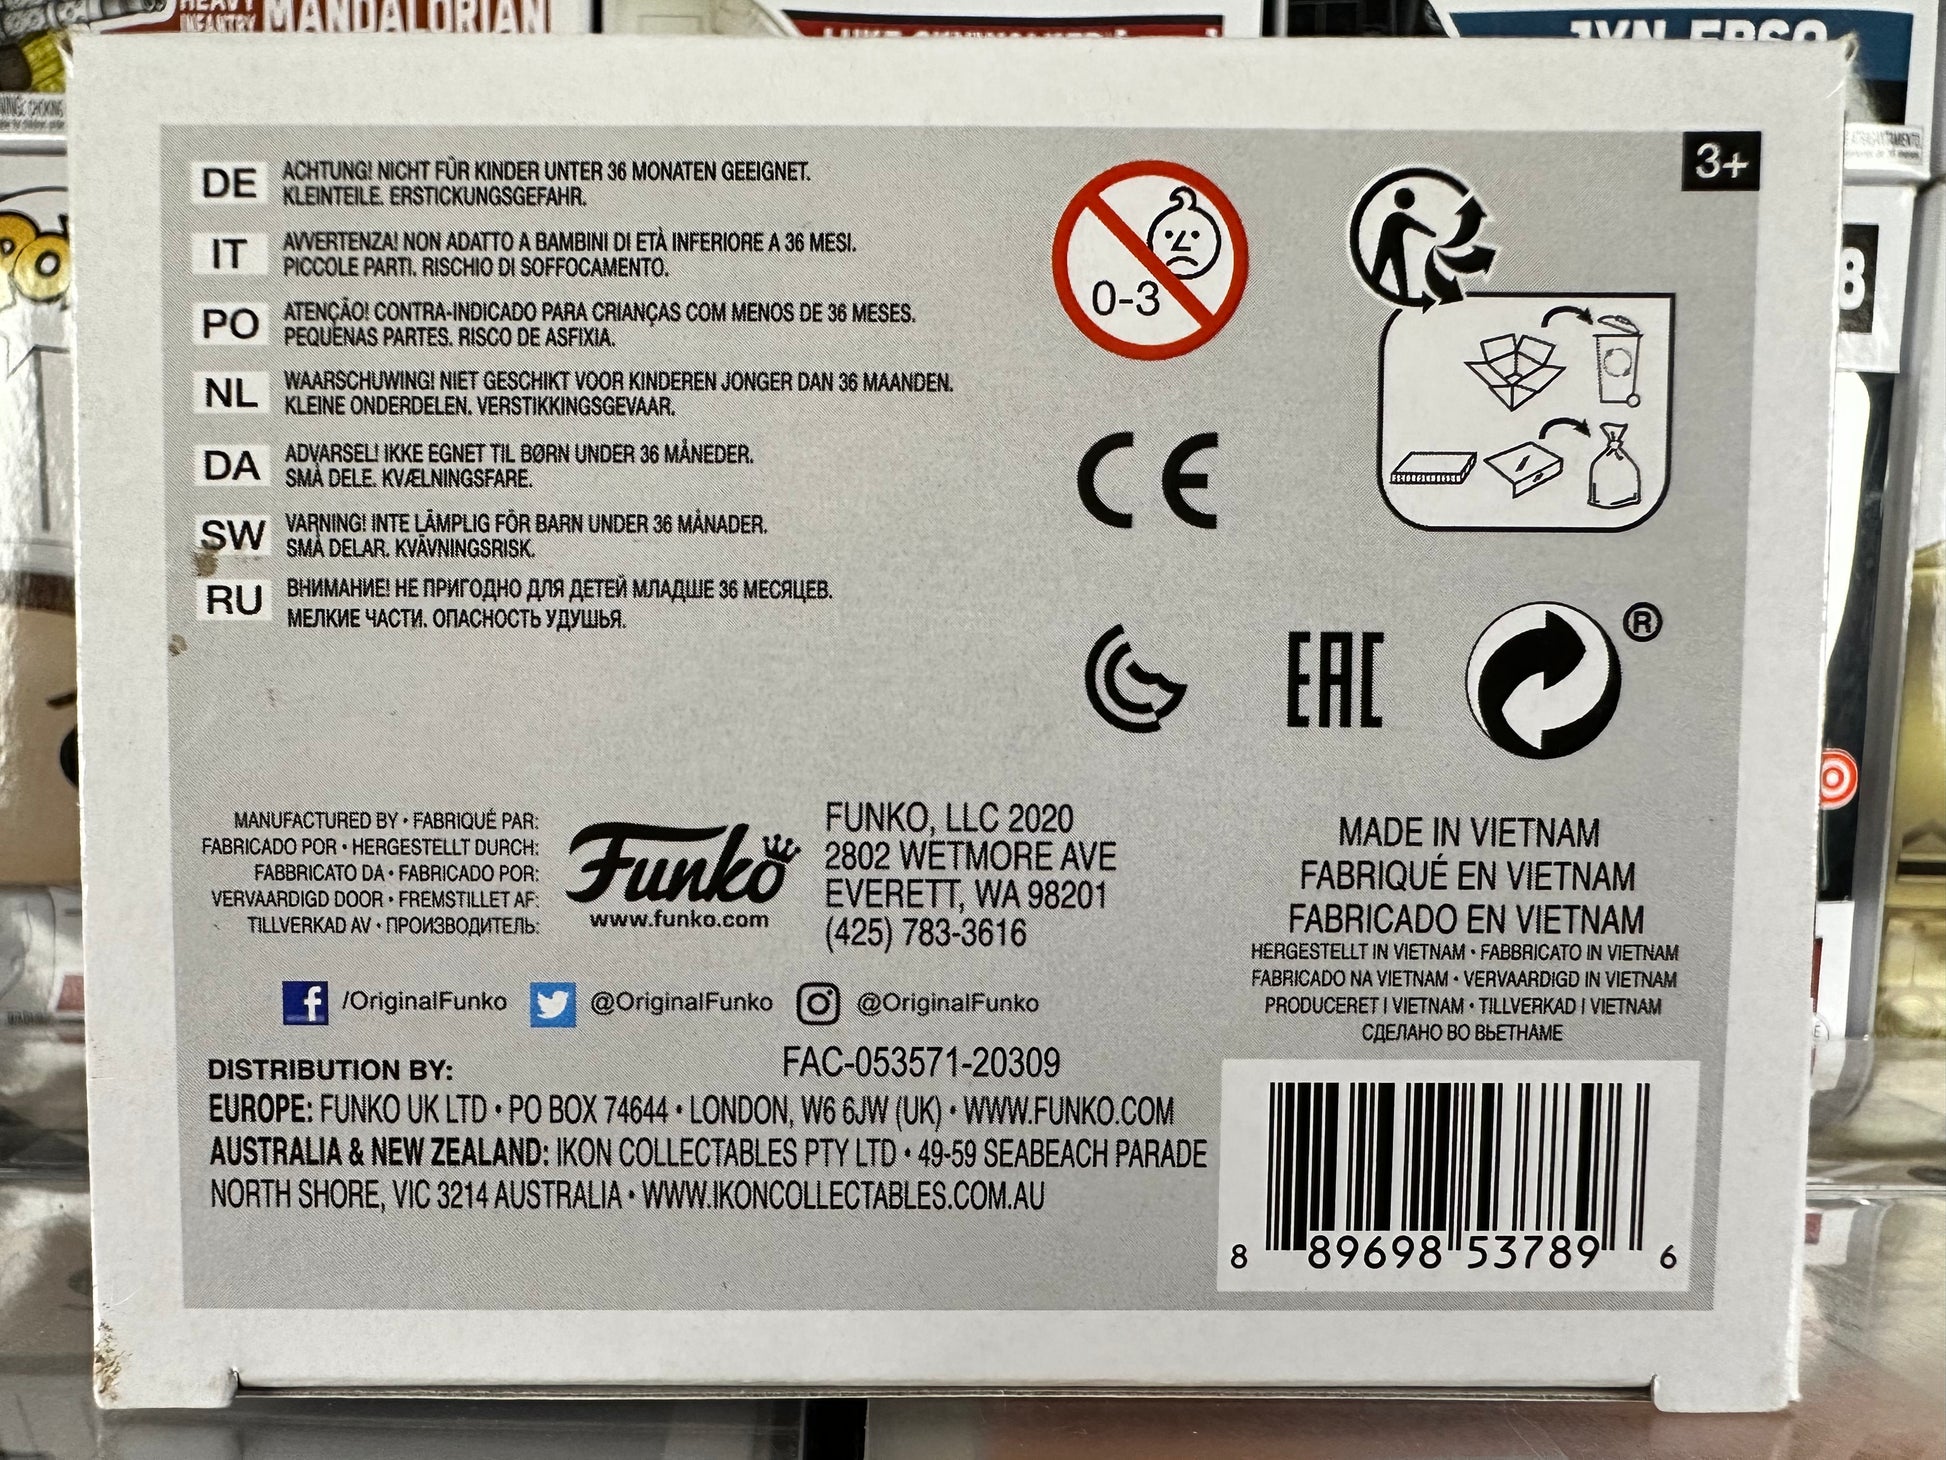 HEAVY
INFANTRY MANDALORIAN
JYN ERSO
3+
DE ACHTUNG! NICHT FÜR KINDER UNTER 36 MONATEN GEEIGNET.
KLEINTEILE. ERSTICKUNGSGEFAHR.
IT AVVERTENZA! NON ADATTO A BAMBINI DI ETÀ INFERIORE A 36 MESI.
PICCOLE PARTI. RISCHIO DI SOFFOCAMENTO.
PO ATENÇÃO! CONTRA-INDICADO PARA CRIANÇAS COM MENOS DE 36 MESES.
PEQUENAS PARTES. RISCO DE ASFIXIA.
NL WAARSCHUWING! NIET GESCHIKT VOOR KINDEREN JONGER DAN 36 MAANDEN.
KLEINE ONDERDELEN. VERSTIKKINGSGEVAAR.
DA ADVARSEL! IKKE EGNET TIL BØRN UNDER 36 MÅNEDER.
SMÅ DELE. KVÆLNINGSFARE.
SW VARNING! INTE LÄMPLIG FÖR BARN UNDER 36 MÅNADER.
SMÅ DELAR. KVÄVNINGSRISK.
RU ВНИМАНИЕ! НЕ ПРИГОДНО ДЛЯ ДЕТЕЙ МЛАДШЕ 36 МЕСЯЦЕВ.
МЕЛКИЕ ЧАСТИ. ОПАСНОСТЬ УДУШЬЯ.
0-3
CE
EAC
®
MANUFACTURED BY • FABRIQUÉ PAR:
FABRICADO POR • HERGESTELLT DURCH:
FABBRICATO DA • FABRICADO POR:
VERVAARDIGD DOOR • FREMSTILLET AF:
TILLVERKAD AV • ПРОИЗВОДИТЕЛЬ:
Funko
www.funko.com
FUNKO, LLC 2020
2802 WETMORE AVE
EVERETT, WA 98201
(425) 783-3616
MADE IN VIETNAM
FABRIQUÉ EN VIETNAM
FABRICADO EN VIETNAM
HERGESTELLT IN VIETNAM • FABBRICATO IN VIETNAM
FABRICADO NA VIETNAM • VERVAARDIGD IN VIETNAM
PRODUCERET I VIETNAM • TILLVERKAD I VIETNAM
СДЕЛАНО ВО ВЬЕТНАМЕ
/OriginalFunko @OriginalFunko @OriginalFunko
FAC-053571-20309
DISTRIBUTION BY:
EUROPE: FUNKO UK LTD • PO BOX 74644 • LONDON, W6 6JW (UK) • WWW.FUNKO.COM
AUSTRALIA & NEW ZEALAND: IKON COLLECTABLES PTY LTD • 49-59 SEABEACH PARADE
NORTH SHORE, VIC 3214 AUSTRALIA • WWW.IKONCOLLECTABLES.COM.AU
8 89698 53789 6